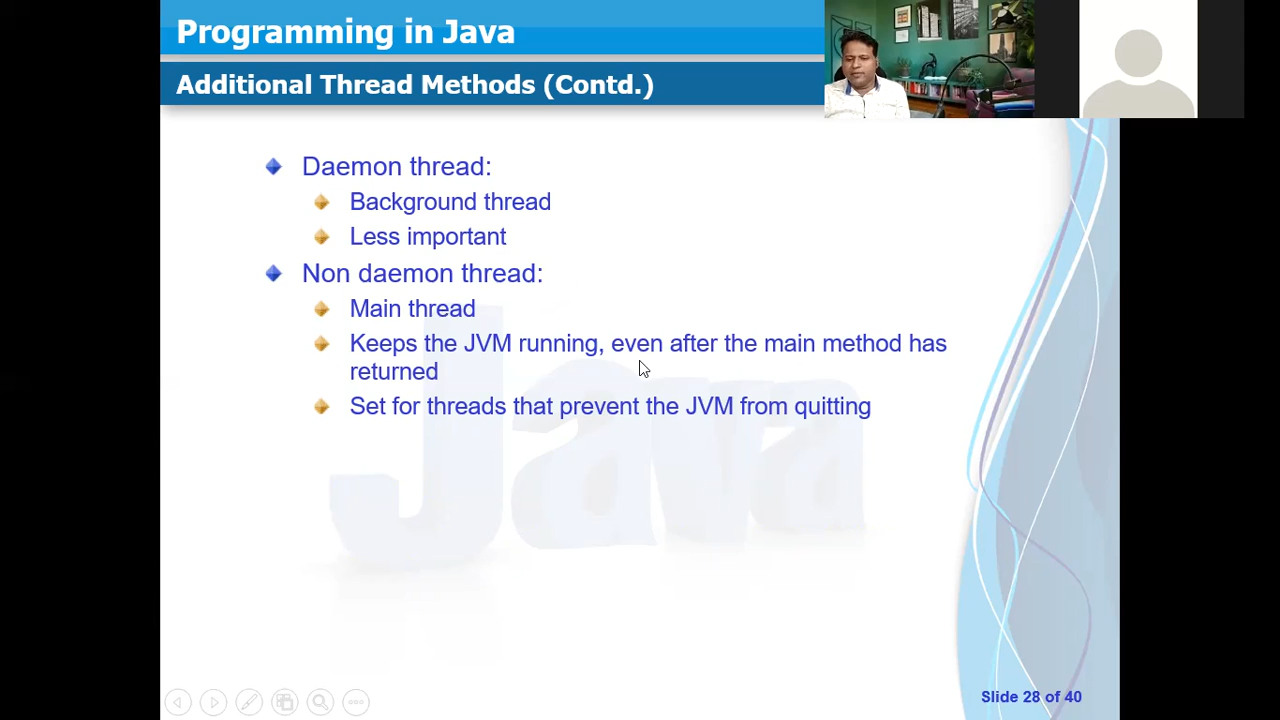 Programming in Java
Additional Thread Methods (Contd.)
Daemon thread:
Background thread
Less important
Non daemon thread:
Main thread
Keeps the JVM running, even after the main method has
returned
Set for threads that prevent the JVM from quitting
Java
Slide 28 of 40